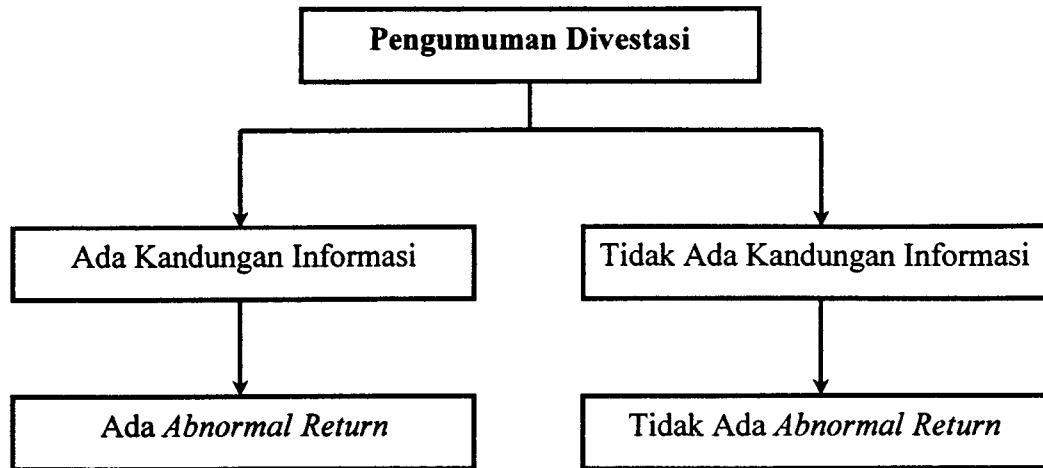 Pengumuman Divestasi
Ada Kandungan Informasi
Tidak Ada Kandungan Informasi
Ada Abnormal Return
Tidak Ada Abnormal Return